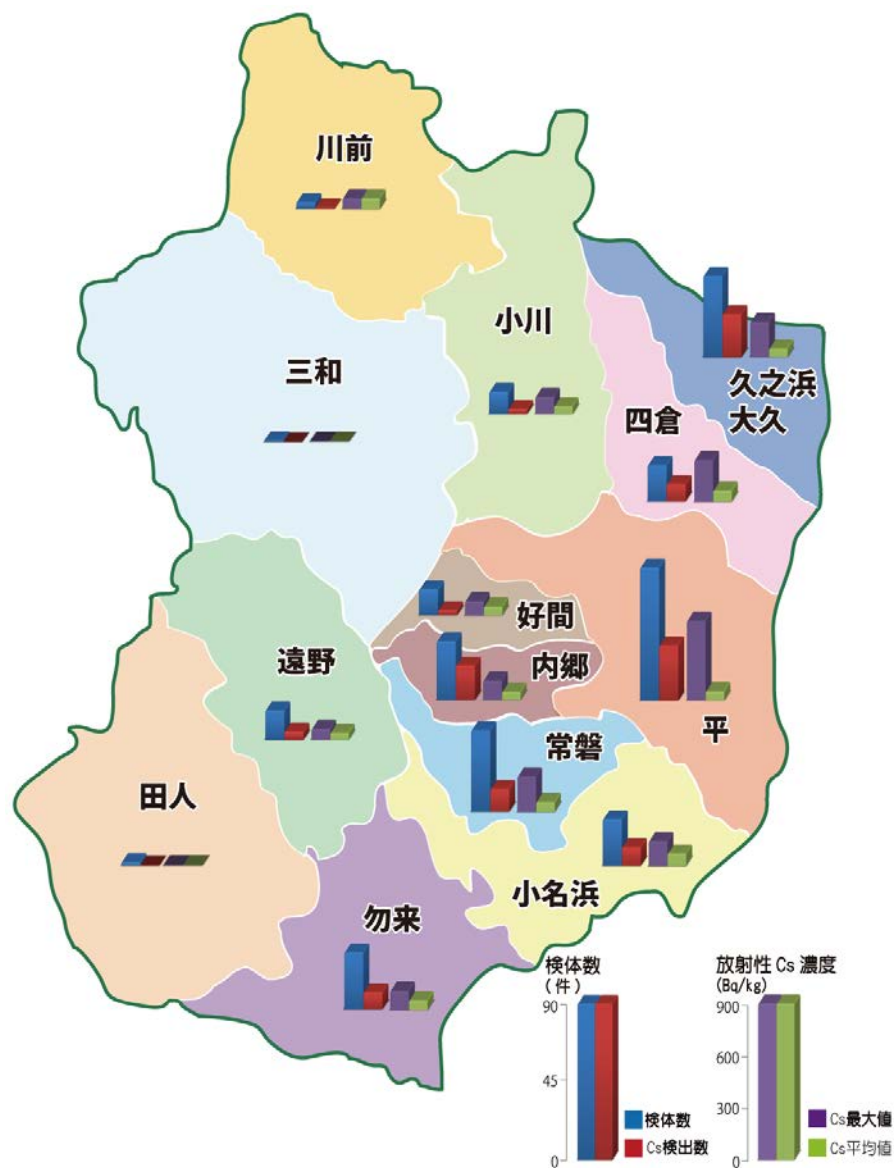 川前
小川
三和
久之浜
大久
四倉
好間
内郷
遠野
平
常磐
田人
小名浜
勿来
検体数
(件)
90
45
0
検体数
Cs検出数
放射性 Cs 濃度
(Bq/kg)
900
600
300
0
Cs最大値
Cs平均値